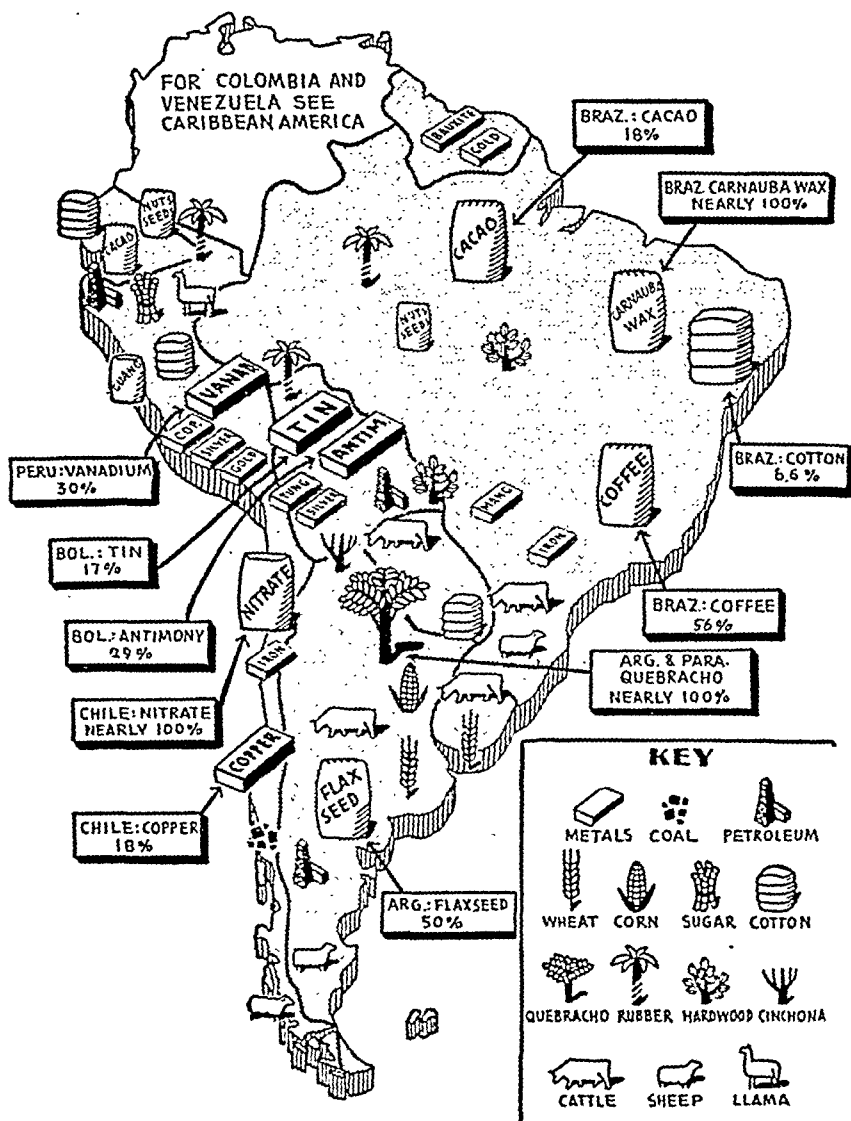 FOR COLOMBIA AND
VENEZUELA SEE
CARIBBEAN AMERICA
BAUXITE
GOLD
BRAZ.: CACAO
18%
BRAZ CARNAUBA WAX
NEARLY 100%
NUTS
SEEDS
CACAO
CACAO
CARNAUBA
WAX
NUTS
SEEDS
GUANO
VANAD
TIN
ANTIM.
COP.
SILVER
GOLD
PERU: VANADIUM
30%
TUNG
SILVER
MANG
COFFEE
BRAZ.: COTTON
6.6%
IRON
BOL.: TIN
17%
NITRATE
BRAZ.: COFFEE
56%
BOL.: ANTIMONY
29%
IRON
ARG. & PARA.
QUEBRACHO
NEARLY 100%
CHILE: NITRATE
NEARLY 100%
COPPER
FLAX
SEED
CHILE: COPPER
18%
ARG.: FLAXSEED
50%
KEY
METALS COAL PETROLEUM
WHEAT CORN SUGAR COTTON
QUEBRACHO RUBBER HARDWOOD CINCHONA
CATTLE SHEEP LLAMA